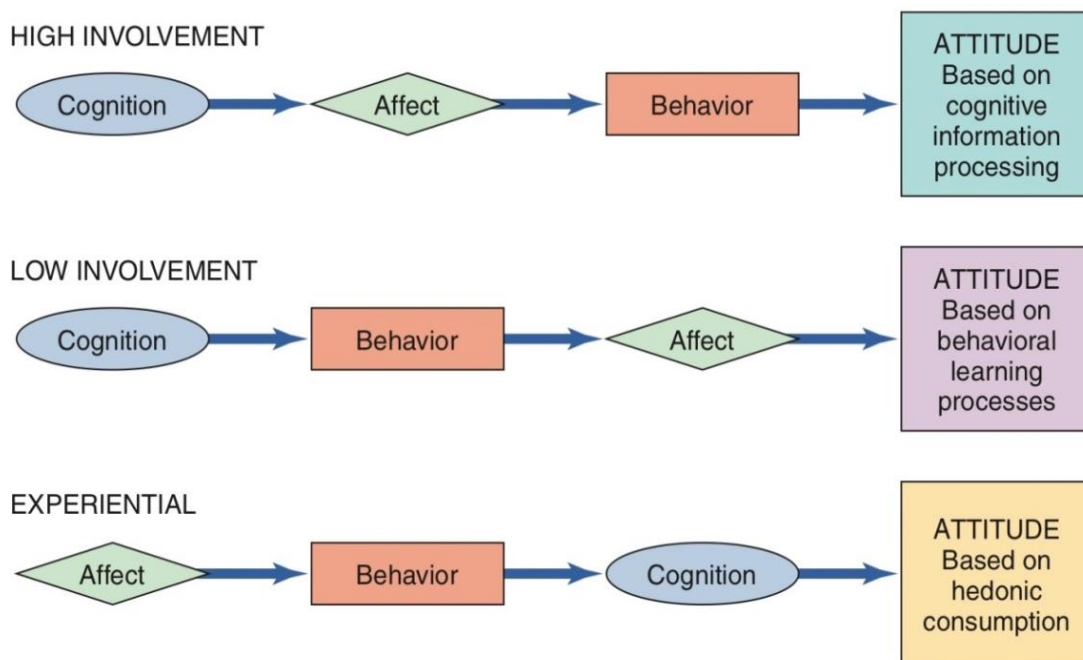 HIGH INVOLVEMENT
Cognition
Affect
Behavior
ATTITUDE
Based on
cognitive
information
processing
LOW INVOLVEMENT
Cognition
Behavior
Affect
ATTITUDE
Based on
behavioral
learning
processes
EXPERIENTIAL
Affect
Behavior
Cognition
ATTITUDE
Based on
hedonic
consumption